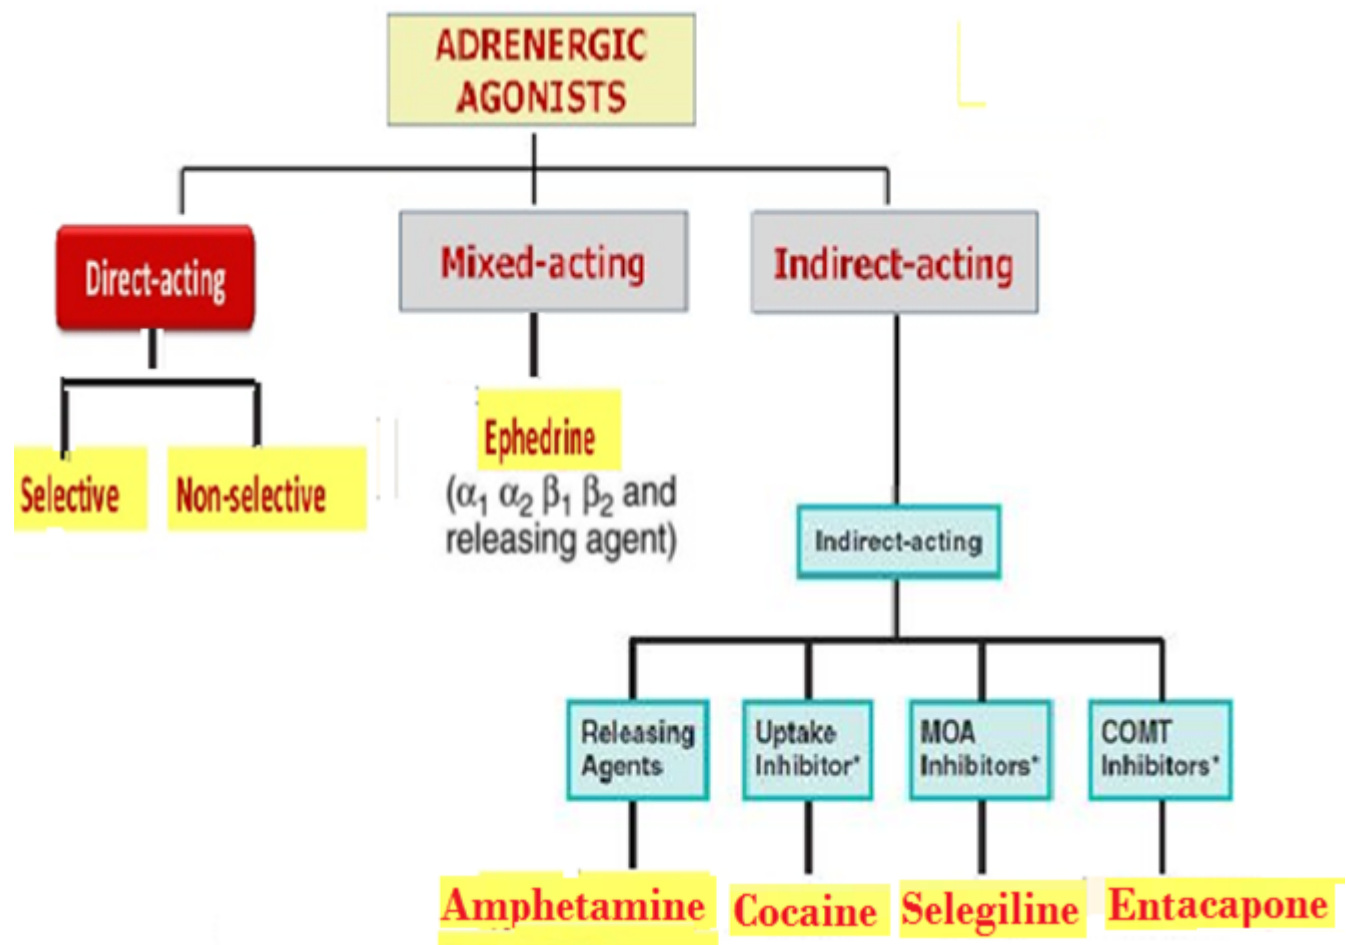 ADRENERGIC
AGONISTS
Direct-acting
Mixed-acting
Indirect-acting
Selective
Non-selective
Ephedrine
(α₁ α₂ β₁ β₂ and
releasing agent)
Indirect-acting
Releasing
Agents
Uptake
Inhibitor*
MOA
Inhibitors*
COMT
Inhibitors*
Amphetamine
Cocaine
Selegiline
Entacapone